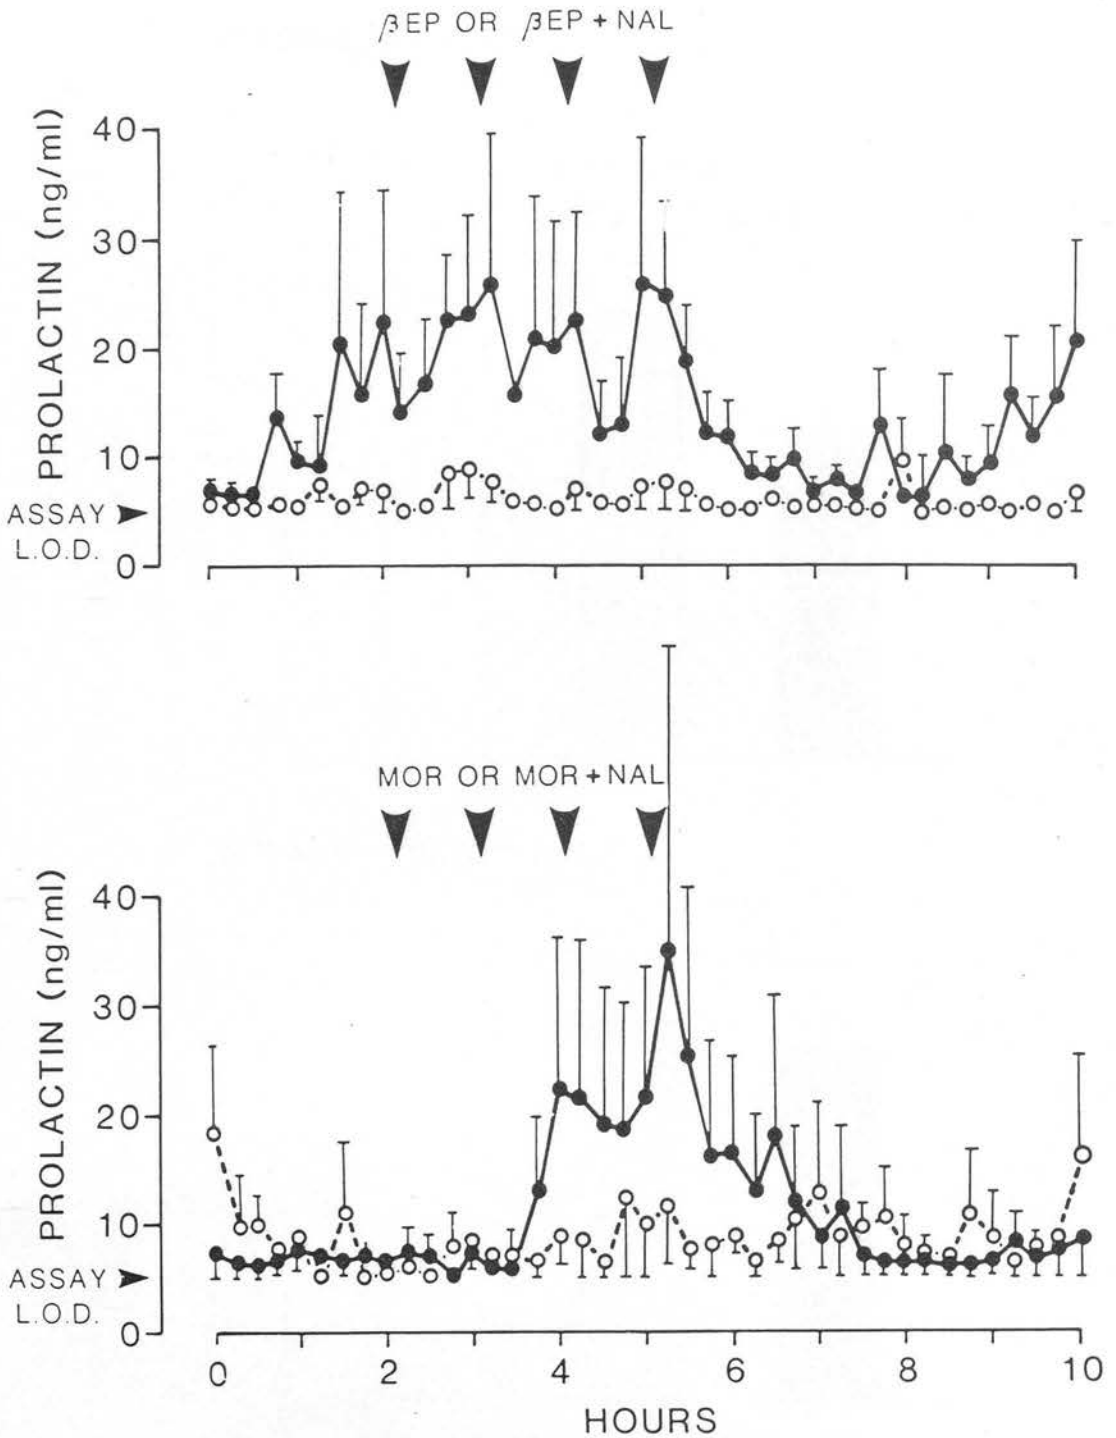 βEP OR βEP + NAL
PROLACTIN (ng/ml)
40
30
20
10
ASSAY
L.O.D.
0
MOR OR MOR + NAL
PROLACTIN (ng/ml)
40
30
20
10
ASSAY
L.O.D.
0
0 2 4 6 8 10
HOURS